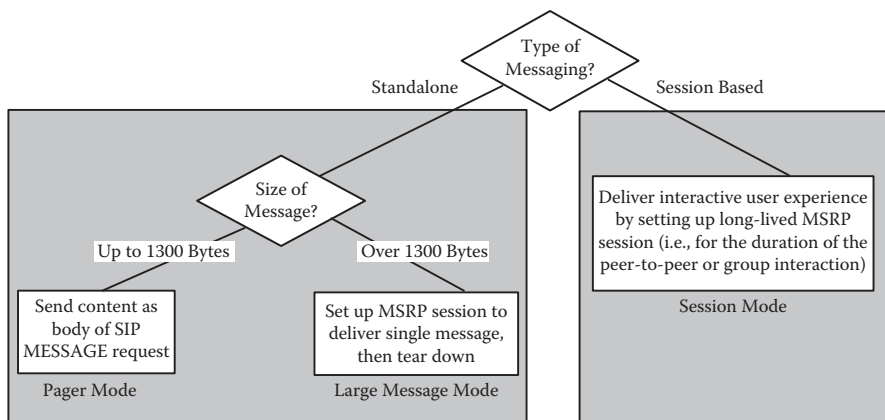 Type of
Messaging?
Standalone
Session Based
Size of
Message?
Up to 1300 Bytes
Over 1300 Bytes
Send content as
body of SIP
MESSAGE request
Pager Mode
Set up MSRP session to
deliver single message,
then tear down
Large Message Mode
Deliver interactive user experience
by setting up long-lived MSRP
session (i.e., for the duration of the
peer-to-peer or group interaction)
Session Mode